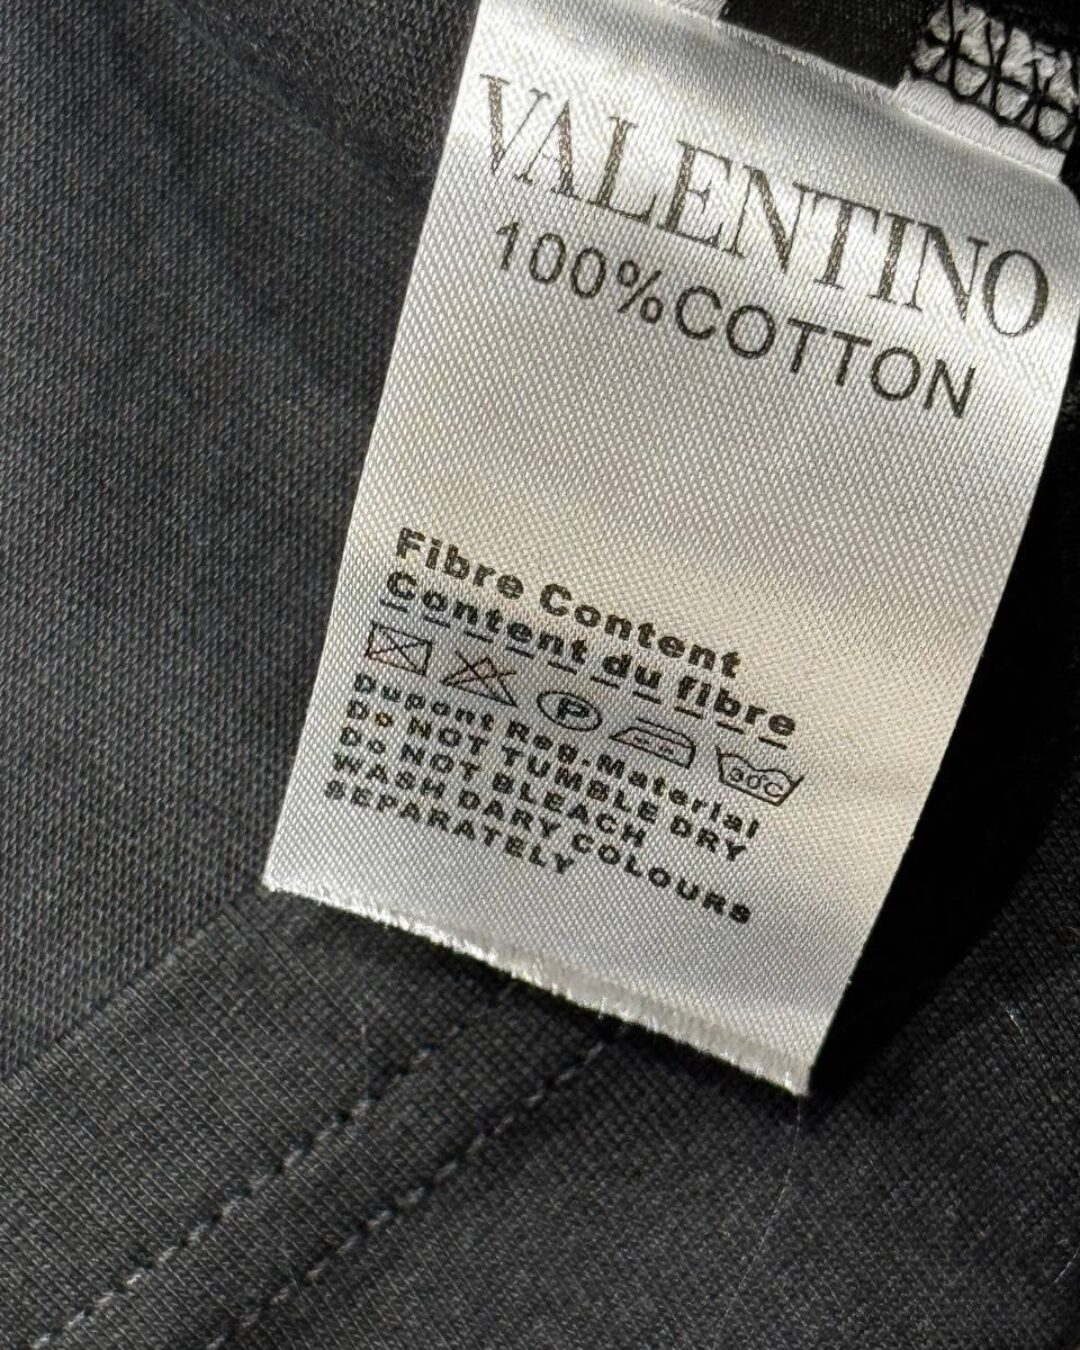 VALENTINO
100%COTTON
Fibre Content
Content du fibre
P
30C
Dupont Reg.Material
Do NOT TUMBLE DRY
Do NOT BLEACH
WASH DARY COLOURS
SEPARATELY